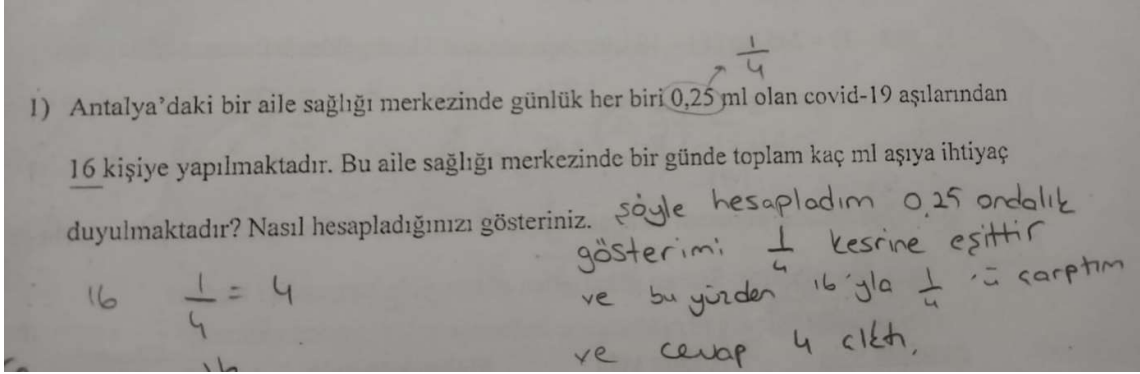 1/4
1) Antalya'daki bir aile sağlığı merkezinde günlük her biri 0,25 ml olan covid-19 aşılarından
16 kişiye yapılmaktadır. Bu aile sağlığı merkezinde bir günde toplam kaç ml aşıya ihtiyaç
duyulmaktadır? Nasıl hesapladığınızı gösteriniz. şöyle hesapladım 0,25 ondalık
gösterimi 1/4 kesrine eşittir
16 1/4 = 4 ve bu yüzden 16'yla 1/4 'ü çarptım
ve cevap 4 çıktı.